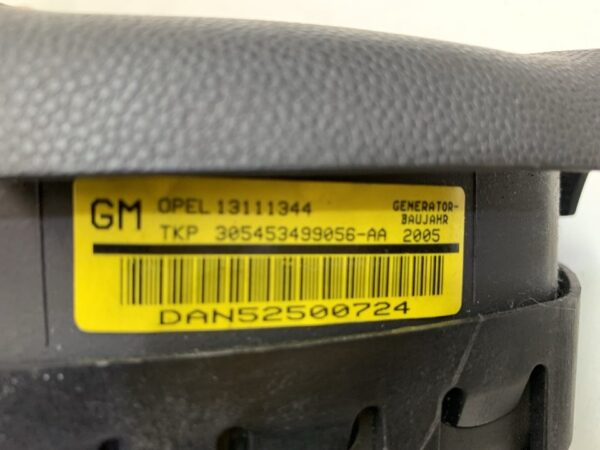 GM OPEL 13111344 GENERATOR-
BAUJAHR
TKP 305453499056-AA 2005
DAN52500724